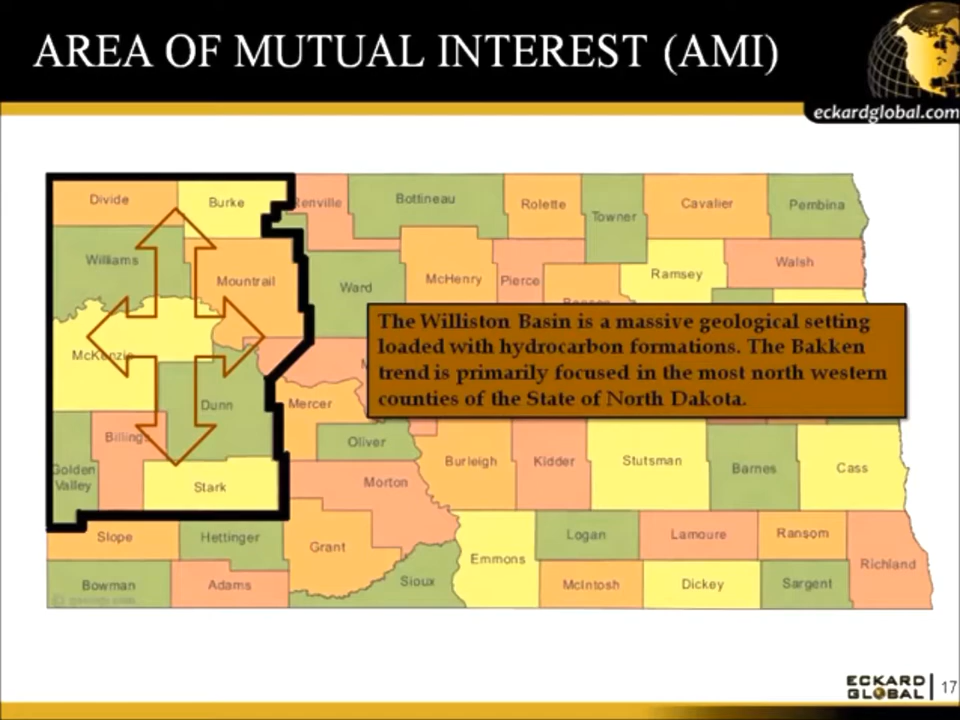 AREA OF MUTUAL INTEREST (AMI)
eckardglobal.com
Divide
Burke
Renville
Bottineau
Rolette
Towner
Cavalier
Pembina
Williams
Mountrail
Ward
McHenry
Pierce
Ramsey
Walsh
The Williston Basin is a massive geological setting
loaded with hydrocarbon formations. The Bakken
trend is primarily focused in the most north western
counties of the State of North Dakota.
McKenzie
Dunn
Mercer
Oliver
Billings
Golden
Valley
Stark
Morton
Burleigh
Kidder
Stutsman
Barnes
Cass
Slope
Hettinger
Grant
Emmons
Logan
Lamoure
Ransom
Richland
Bowman
Adams
Sioux
McIntosh
Dickey
Sargent
ECKARD
GLOBAL
17